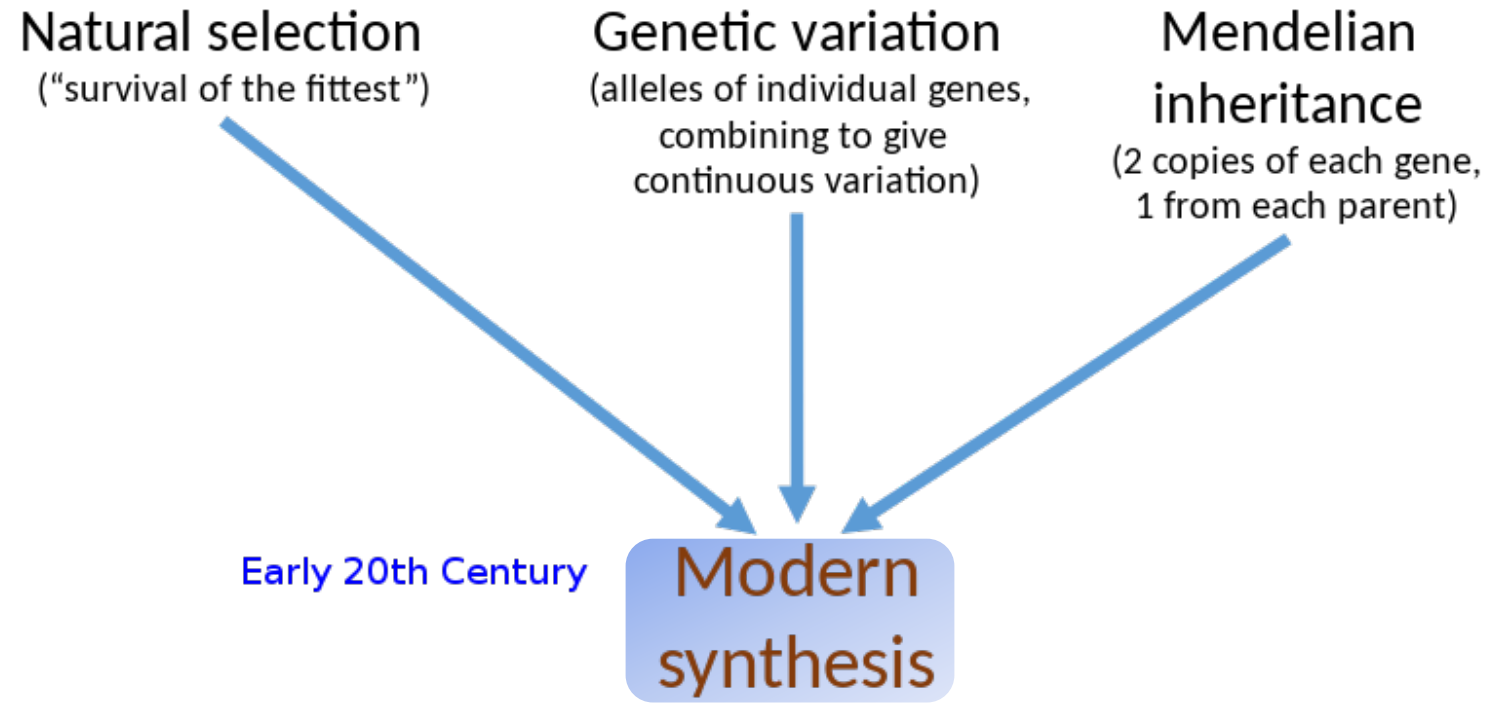 Natural selection
(“survival of the fittest”)
Genetic variation
(alleles of individual genes,
combining to give
continuous variation)
Mendelian
inheritance
(2 copies of each gene,
1 from each parent)
Early 20th Century
Modern
synthesis